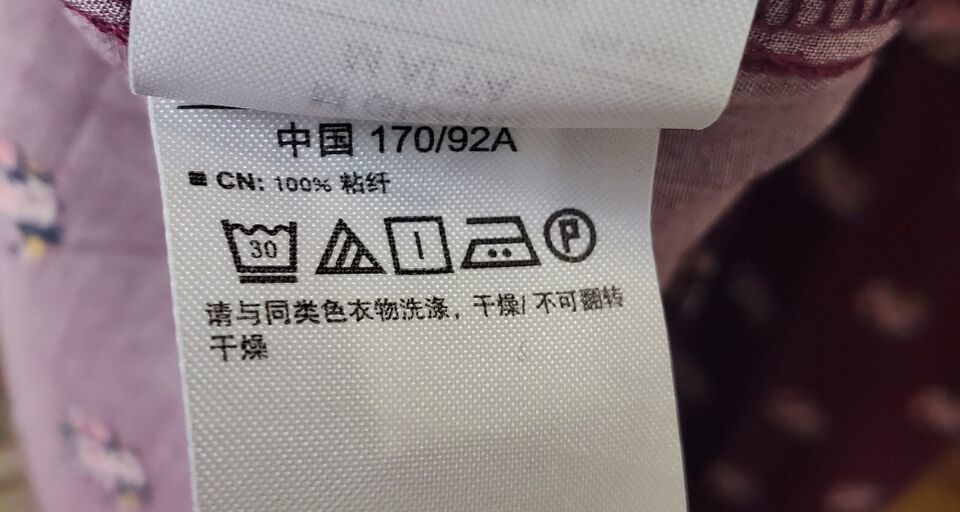 中国 170/92A
CN: 100% 粘纤
30
P
请与同类色衣物洗涤，干燥/ 不可翻转
干燥